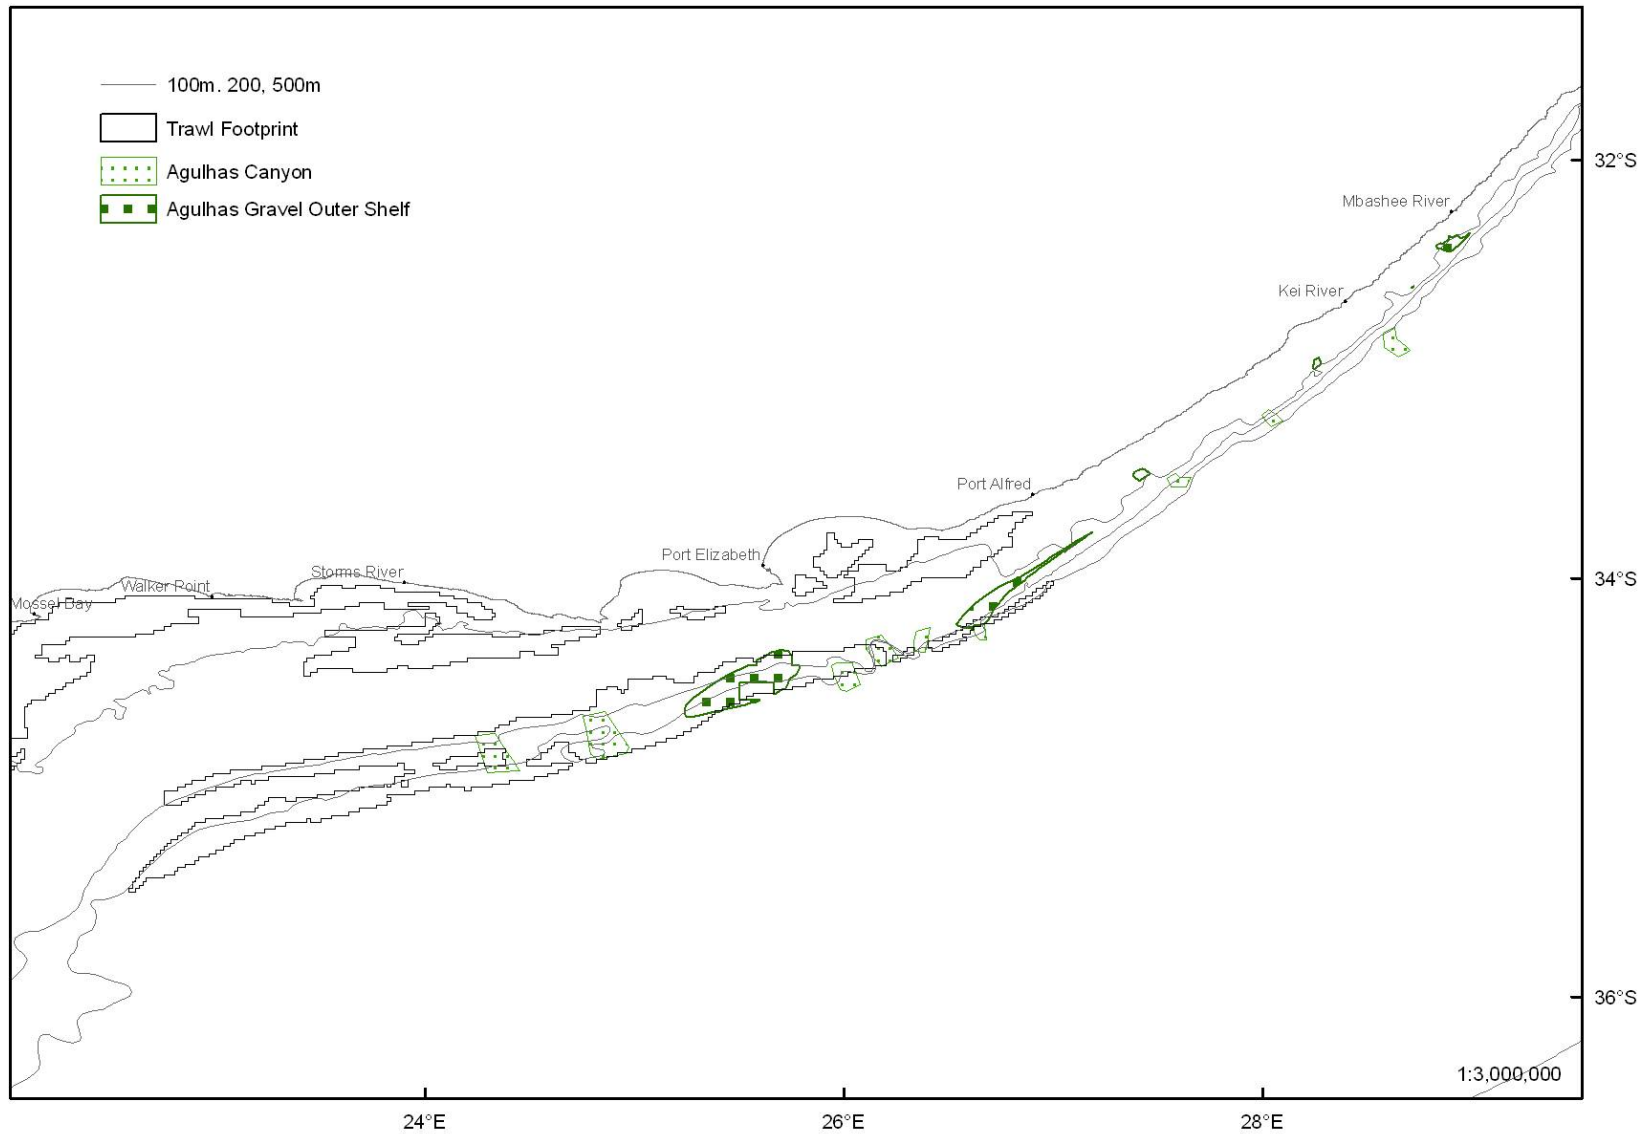 100m. 200, 500m
Trawl Footprint
Agulhas Canyon
Agulhas Gravel Outer Shelf
32°S
Mbashee River
Kei River
Port Alfred
Port Elizabeth
34°S
Storms River
Walker Point
Mossel Bay
36°S
1:3,000,000
24°E
26°E
28°E